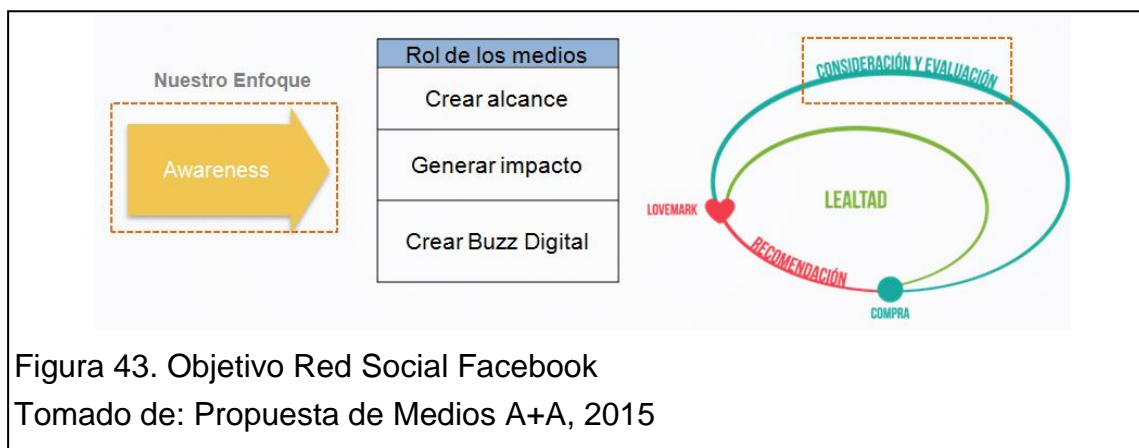 Nuestro Enfoque
Awareness
Rol de los medios
Crear alcance
Generar impacto
Crear Buzz Digital
CONSIDERACIÓN Y EVALUACIÓN
LEALTAD
LOVEMARK
RECOMENDACIÓN
COMPRA
Figura 43. Objetivo Red Social Facebook
Tomado de: Propuesta de Medios A+A, 2015